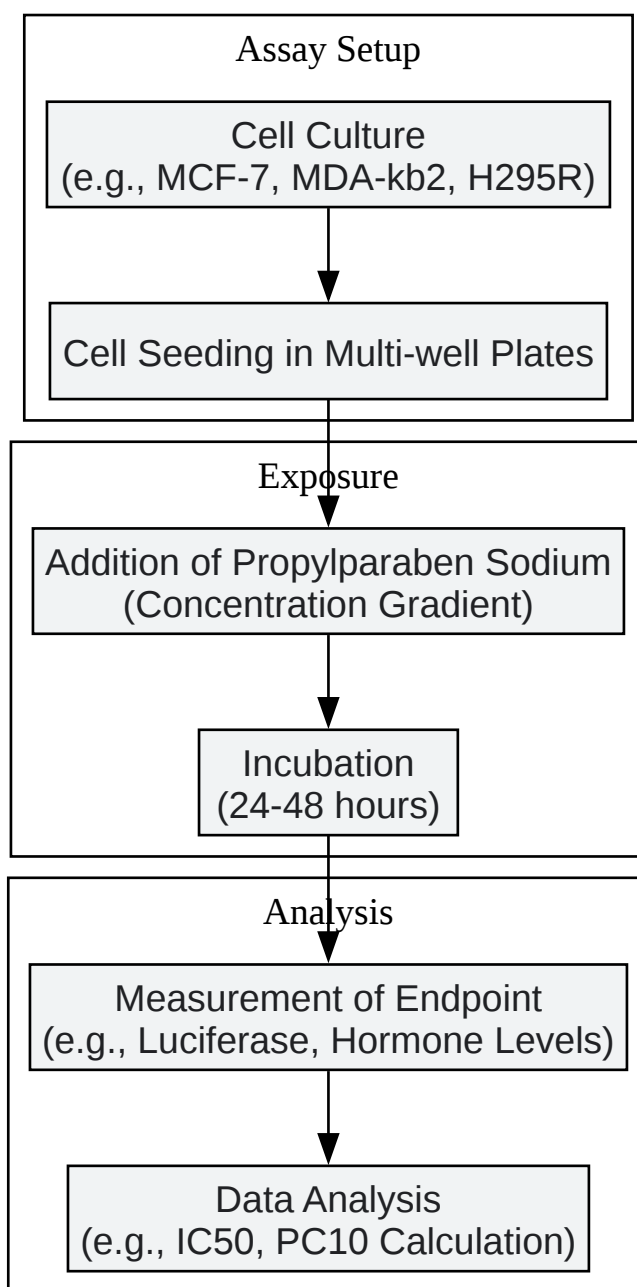 Assay Setup
Cell Culture
(e.g., MCF-7, MDA-kb2, H295R)
Cell Seeding in Multi-well Plates
Exposure
Addition of Propylparaben Sodium
(Concentration Gradient)
Incubation
(24-48 hours)
Analysis
Measurement of Endpoint
(e.g., Luciferase, Hormone Levels)
Data Analysis
(e.g., IC50, PC10 Calculation)